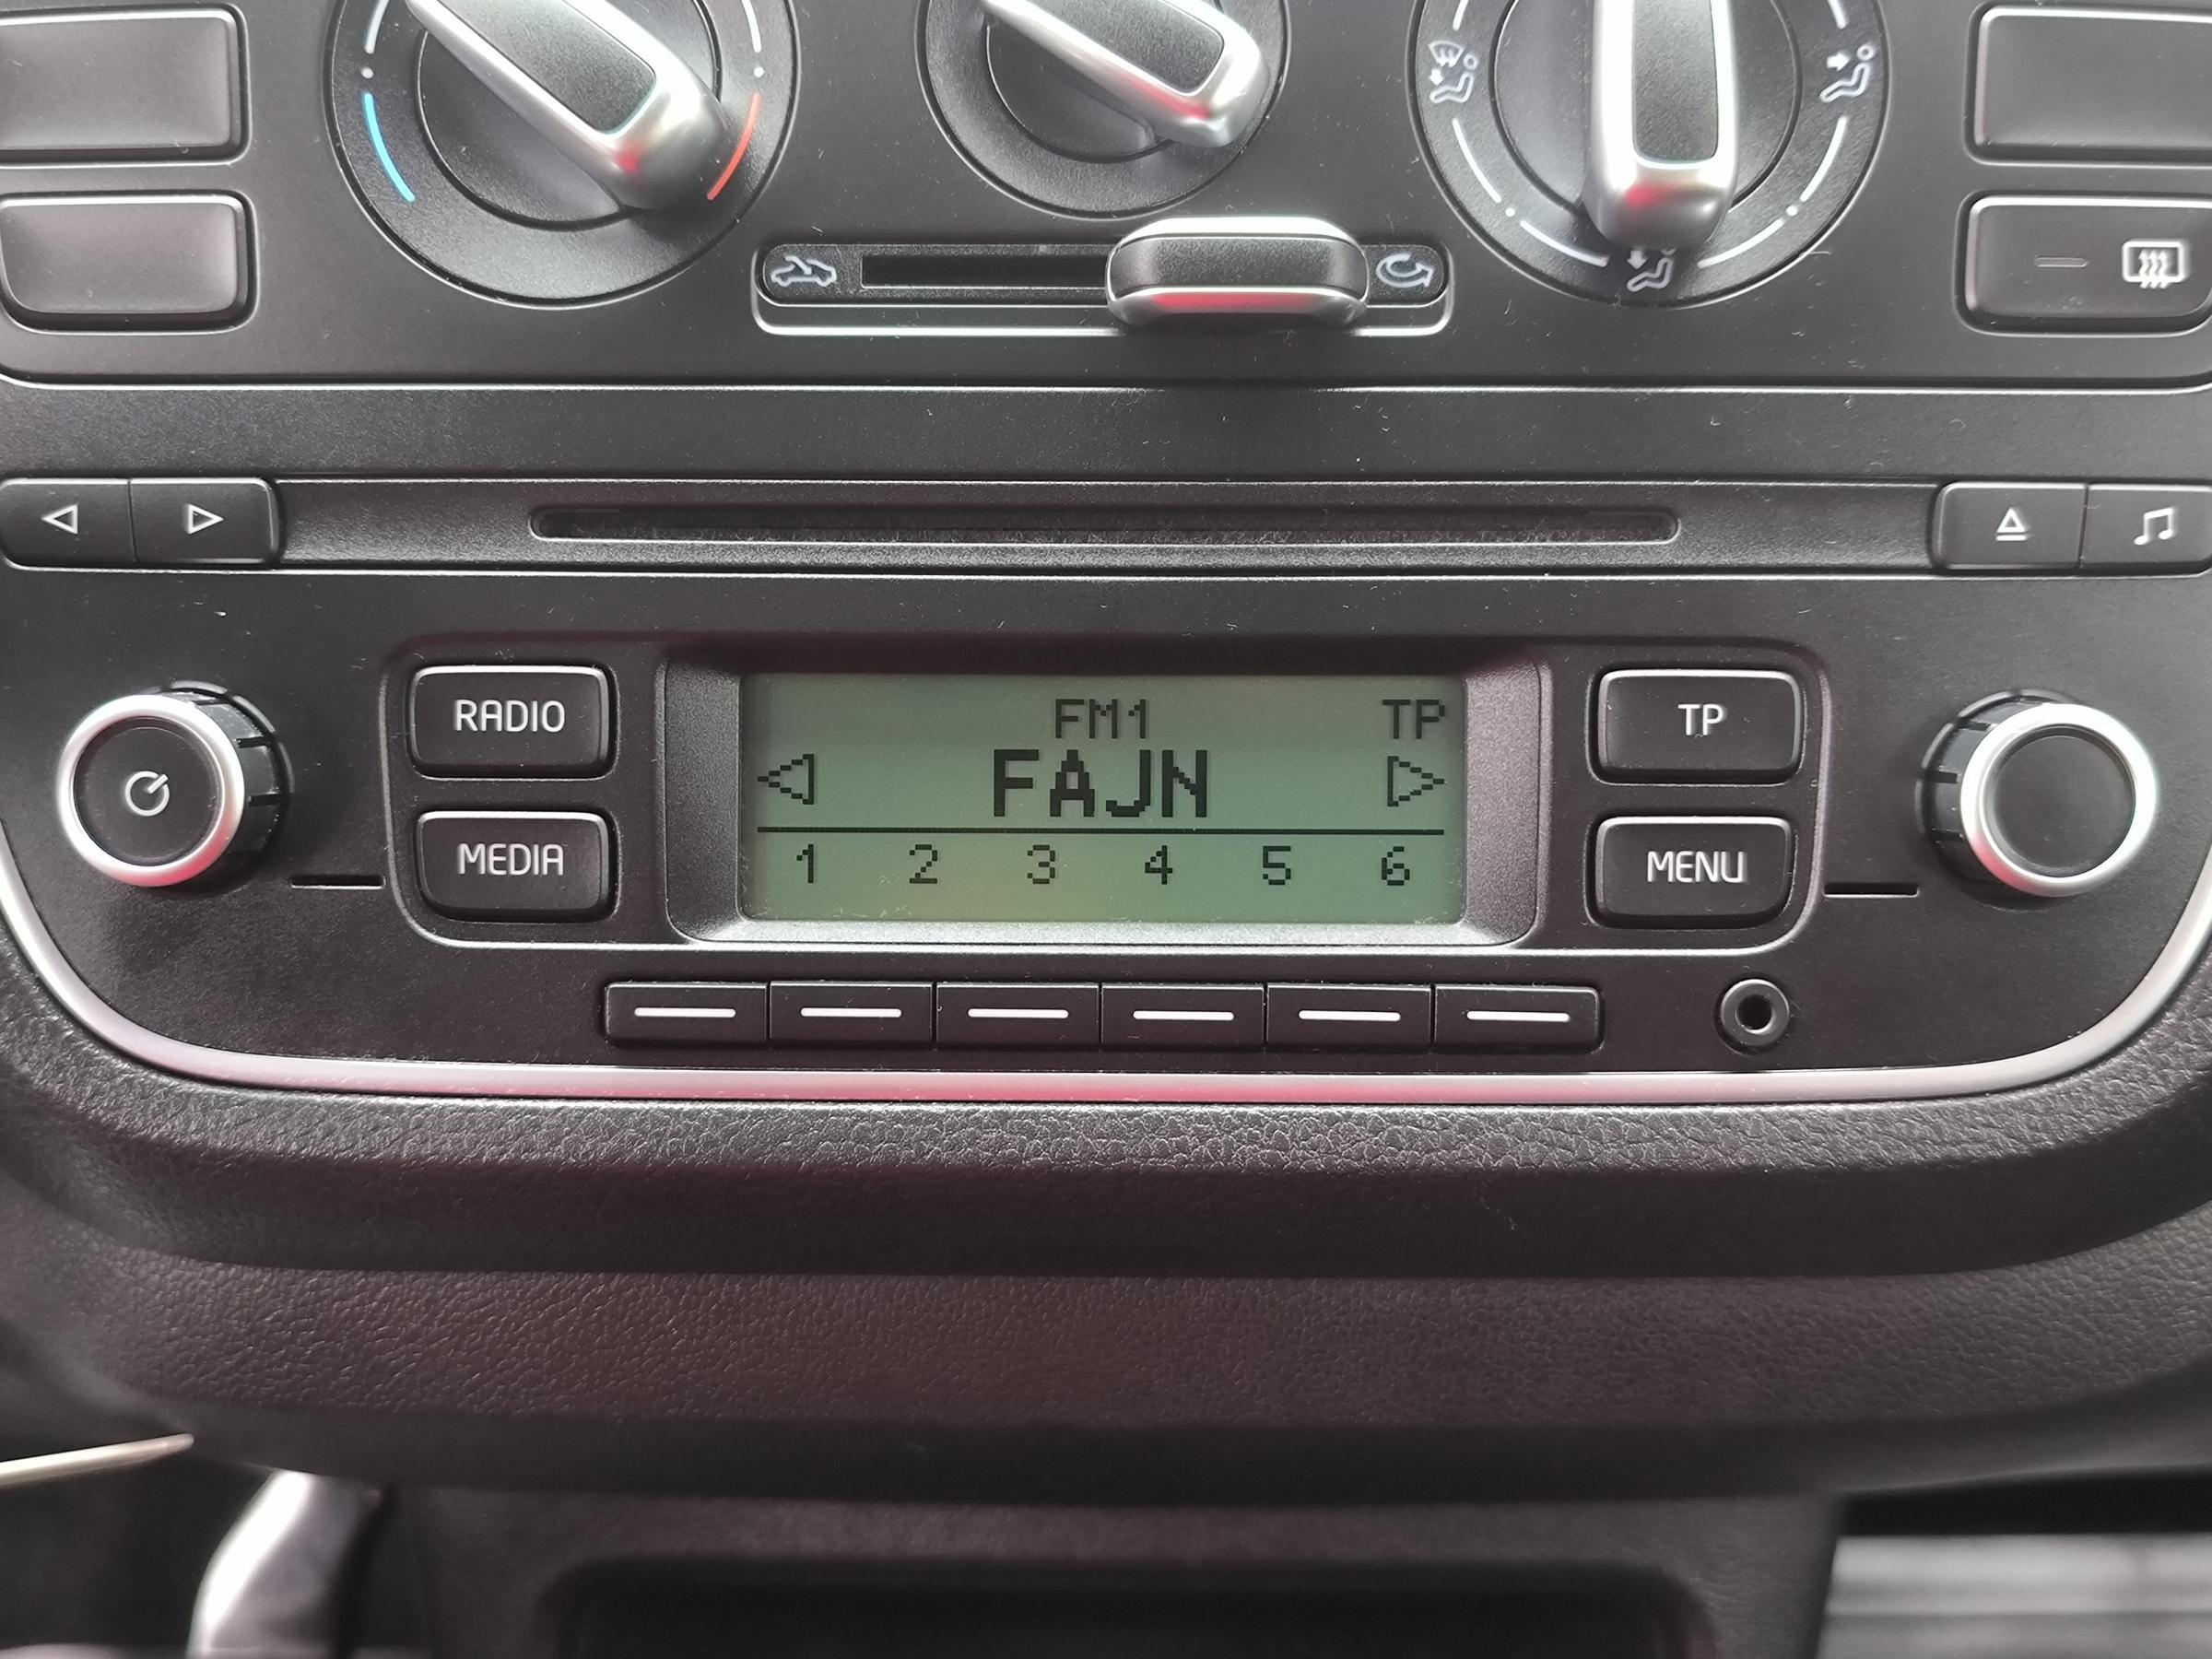 RADIO
MEDIA
FM1 TP
FAJN
1 2 3 4 5 6
TP
MENU